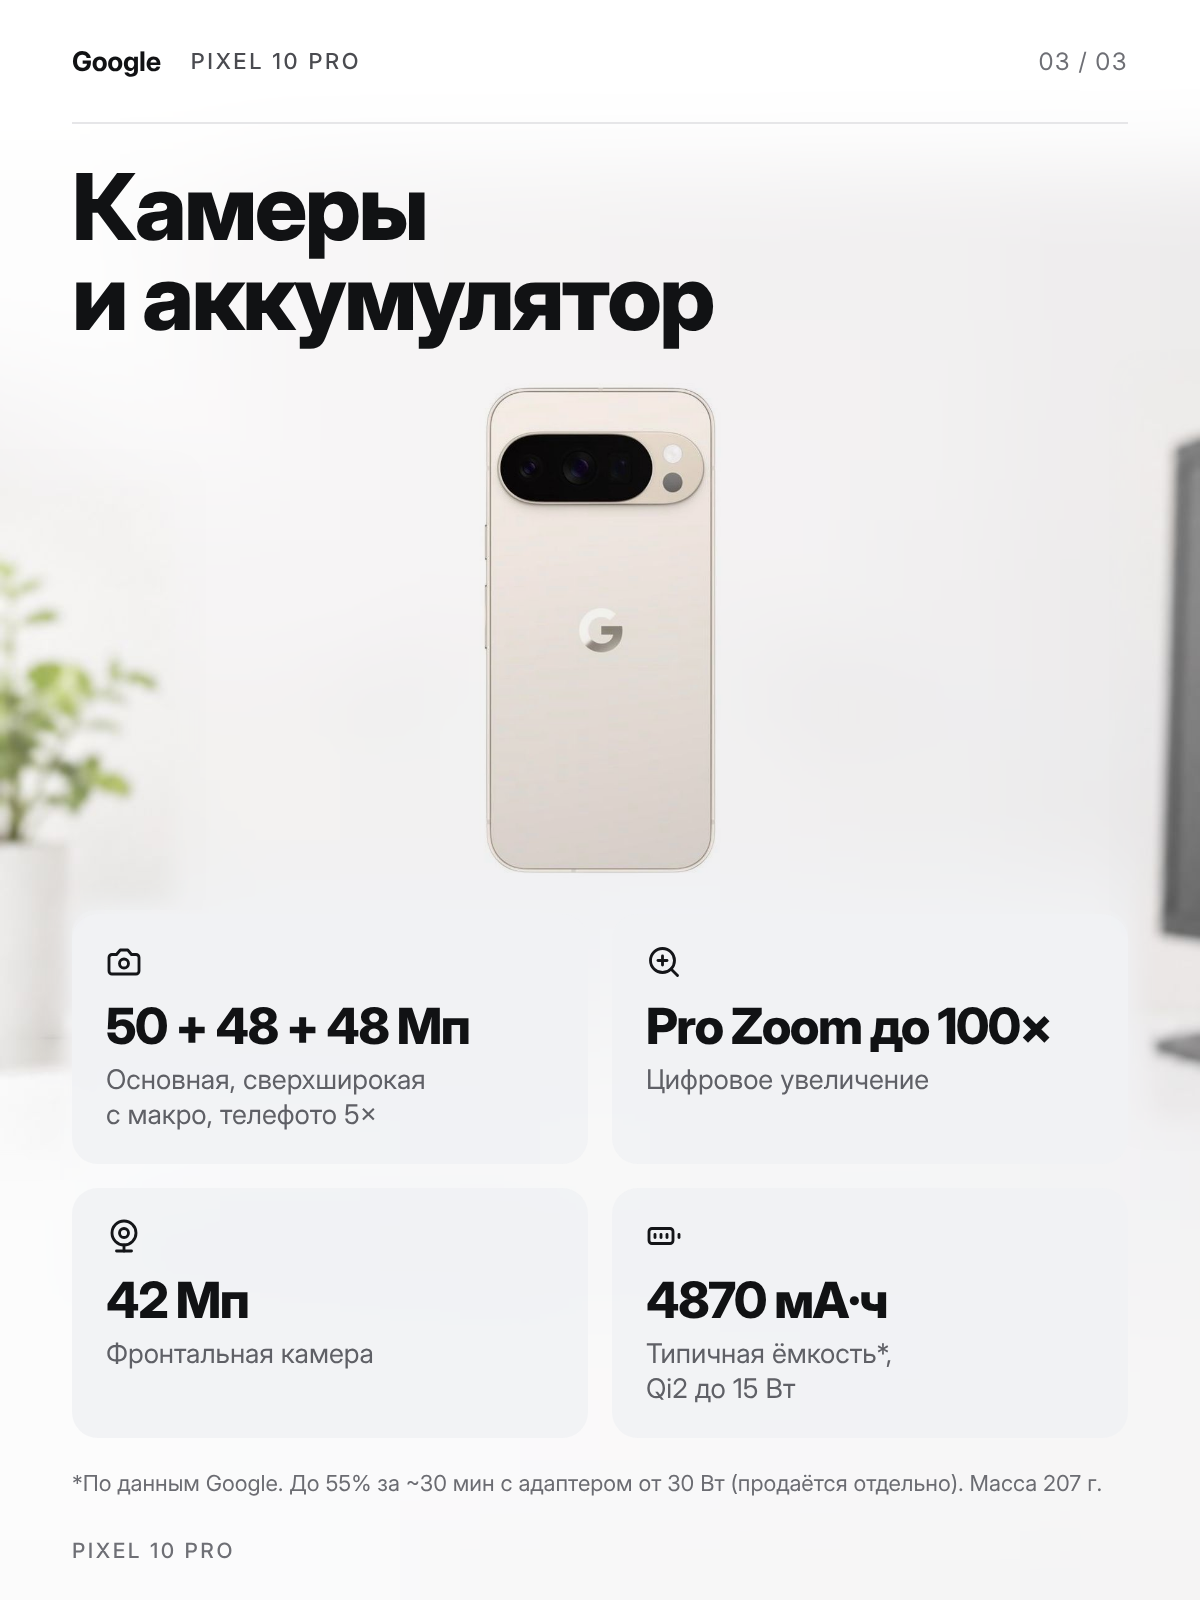 Google PIXEL 10 PRO 03 / 03
Камеры
и аккумулятор
G
50 + 48 + 48 Мп
Основная, сверхширокая
с макро, телефото 5×
Pro Zoom до 100×
Цифровое увеличение
42 Мп
Фронтальная камера
4870 мА·ч
Типичная ёмкость*,
Qi2 до 15 Вт
*По данным Google. До 55% за ~30 мин с адаптером от 30 Вт (продаётся отдельно). Масса 207 г.
PIXEL 10 PRO